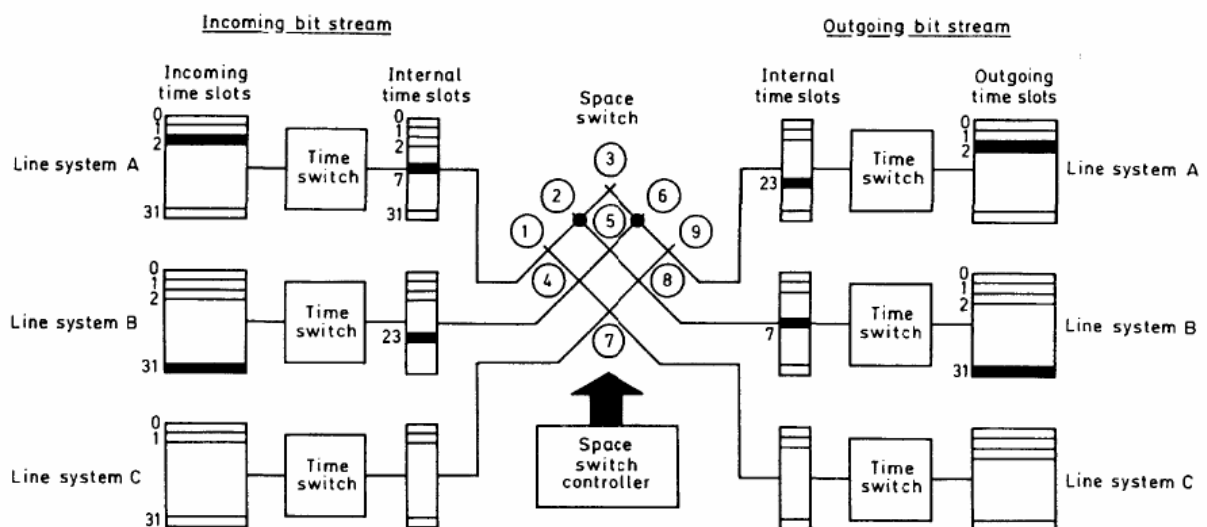 Incoming bit stream
Outgoing bit stream
Incoming
time slots
Internal
time slots
Space
switch
Internal
time slots
Outgoing
time slots
Line system A
0
1
2
31
Time
switch
0
1
2
7
31
3
2
6
1
5
9
4
8
7
23
Time
switch
0
1
2
Line system A
Line system B
0
1
2
31
Time
switch
23
7
Time
switch
0
1
2
31
Line system B
Line system C
0
1
31
Time
switch
Space
switch
controller
Time
switch
Line system C